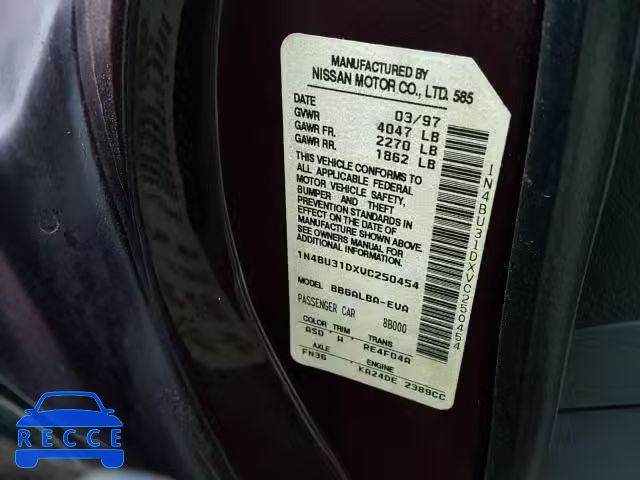 MANUFACTURED BY
NISSAN MOTOR CO., LTD. 585
DATE 03/97
GVWR 4047 LB
GAWR FR. 2270 LB
GAWR RR. 1862 LB
THIS VEHICLE CONFORMS TO
ALL APPLICABLE FEDERAL
MOTOR VEHICLE SAFETY,
BUMPER AND THEFT
PREVENTION STANDARDS IN
EFFECT ON THE DATE OF
MANUFACTURE SHOWN ABOVE.
SEE OWNERS MANUAL FOR
ADDITIONAL INFORMATION.
1N4BU31DXVC250454
MODEL BBGALBA-EVA
PASSENGER CAR 8B000
COLOR TRIM TRANS
AS0 W RE4F04A
AXLE ENGINE
FN36 KA24DE 2389CC
1N4BU31DXVC250454
RECCE